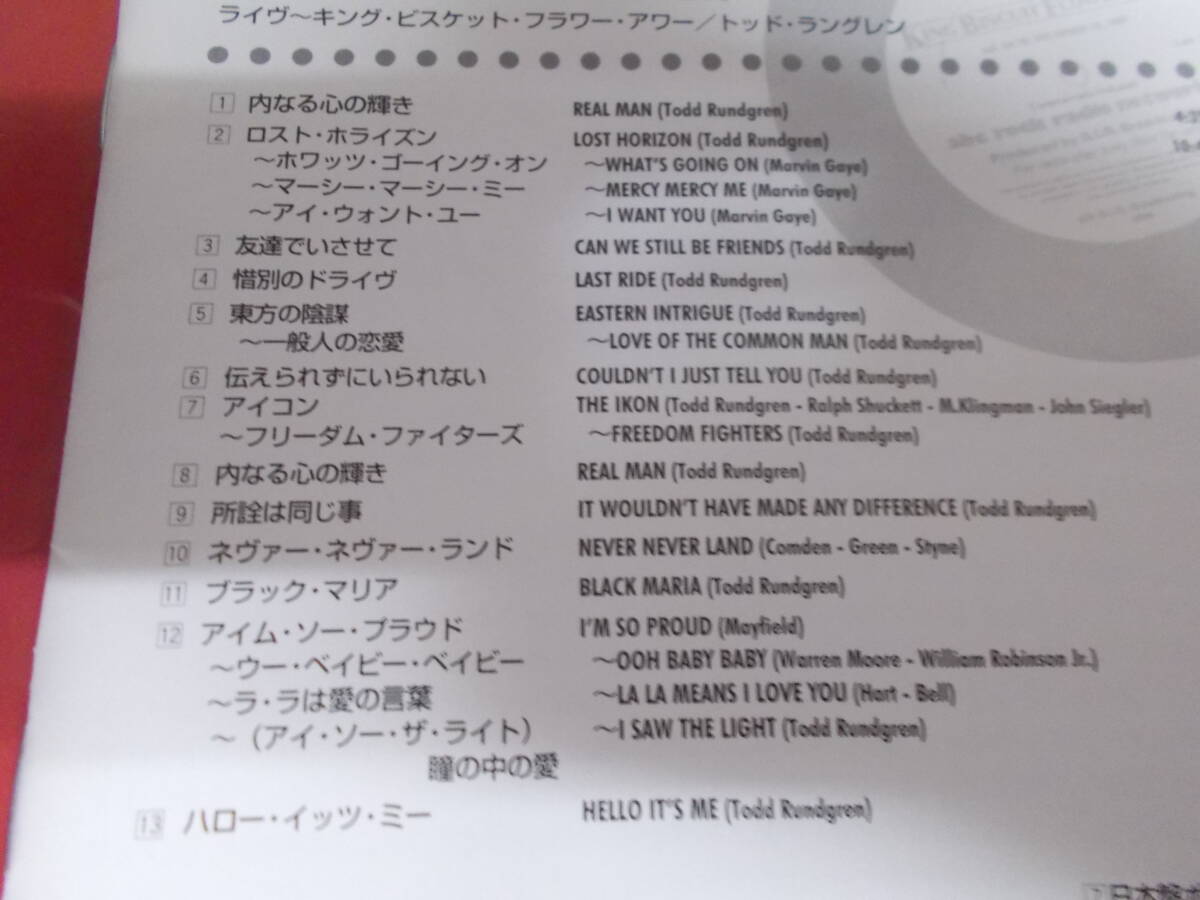 ライヴ〜キング・ビスケット・フラワー・アワー／トッド・ラングレン
1 内なる心の輝き REAL MAN (Todd Rundgren)
2 ロスト・ホライズン LOST HORIZON (Todd Rundgren)
〜ホワッツ・ゴーイング・オン 〜WHAT'S GOING ON (Marvin Gaye)
〜マーシー・マーシー・ミー 〜MERCY MERCY ME (Marvin Gaye)
〜アイ・ウォント・ユー 〜I WANT YOU (Marvin Gaye)
3 友達でいさせて CAN WE STILL BE FRIENDS (Todd Rundgren)
4 惜別のドライヴ LAST RIDE (Todd Rundgren)
5 東方の陰謀 EASTERN INTRIGUE (Todd Rundgren)
〜一般人の恋愛 〜LOVE OF THE COMMON MAN (Todd Rundgren)
6 伝えられずにいられない COULDN'T I JUST TELL YOU (Todd Rundgren)
7 アイコン THE IKON (Todd Rundgren - Ralph Shuckett - M.Klingman - John Siegler)
〜フリーダム・ファイターズ 〜FREEDOM FIGHTERS (Todd Rundgren)
8 内なる心の輝き REAL MAN (Todd Rundgren)
9 所詮は同じ事 IT WOULDN'T HAVE MADE ANY DIFFERENCE (Todd Rundgren)
10 ネヴァー・ネヴァー・ランド NEVER NEVER LAND (Comden - Green - Styne)
11 ブラック・マリア BLACK MARIA (Todd Rundgren)
12 アイム・ソー・プラウド I'M SO PROUD (Mayfield)
〜ウー・ベイビー・ベイビー 〜OOH BABY BABY (Warren Moore - William Robinson Jr.)
〜ラ・ラは愛の言葉 〜LA LA MEANS I LOVE YOU (Hart - Bell)
〜（アイ・ソー・ザ・ライト） 〜I SAW THE LIGHT (Todd Rundgren)
瞳の中の愛
13 ハロー・イッツ・ミー HELLO IT'S ME (Todd Rundgren)
KING BISCUIT
abc rock radio
日本盤